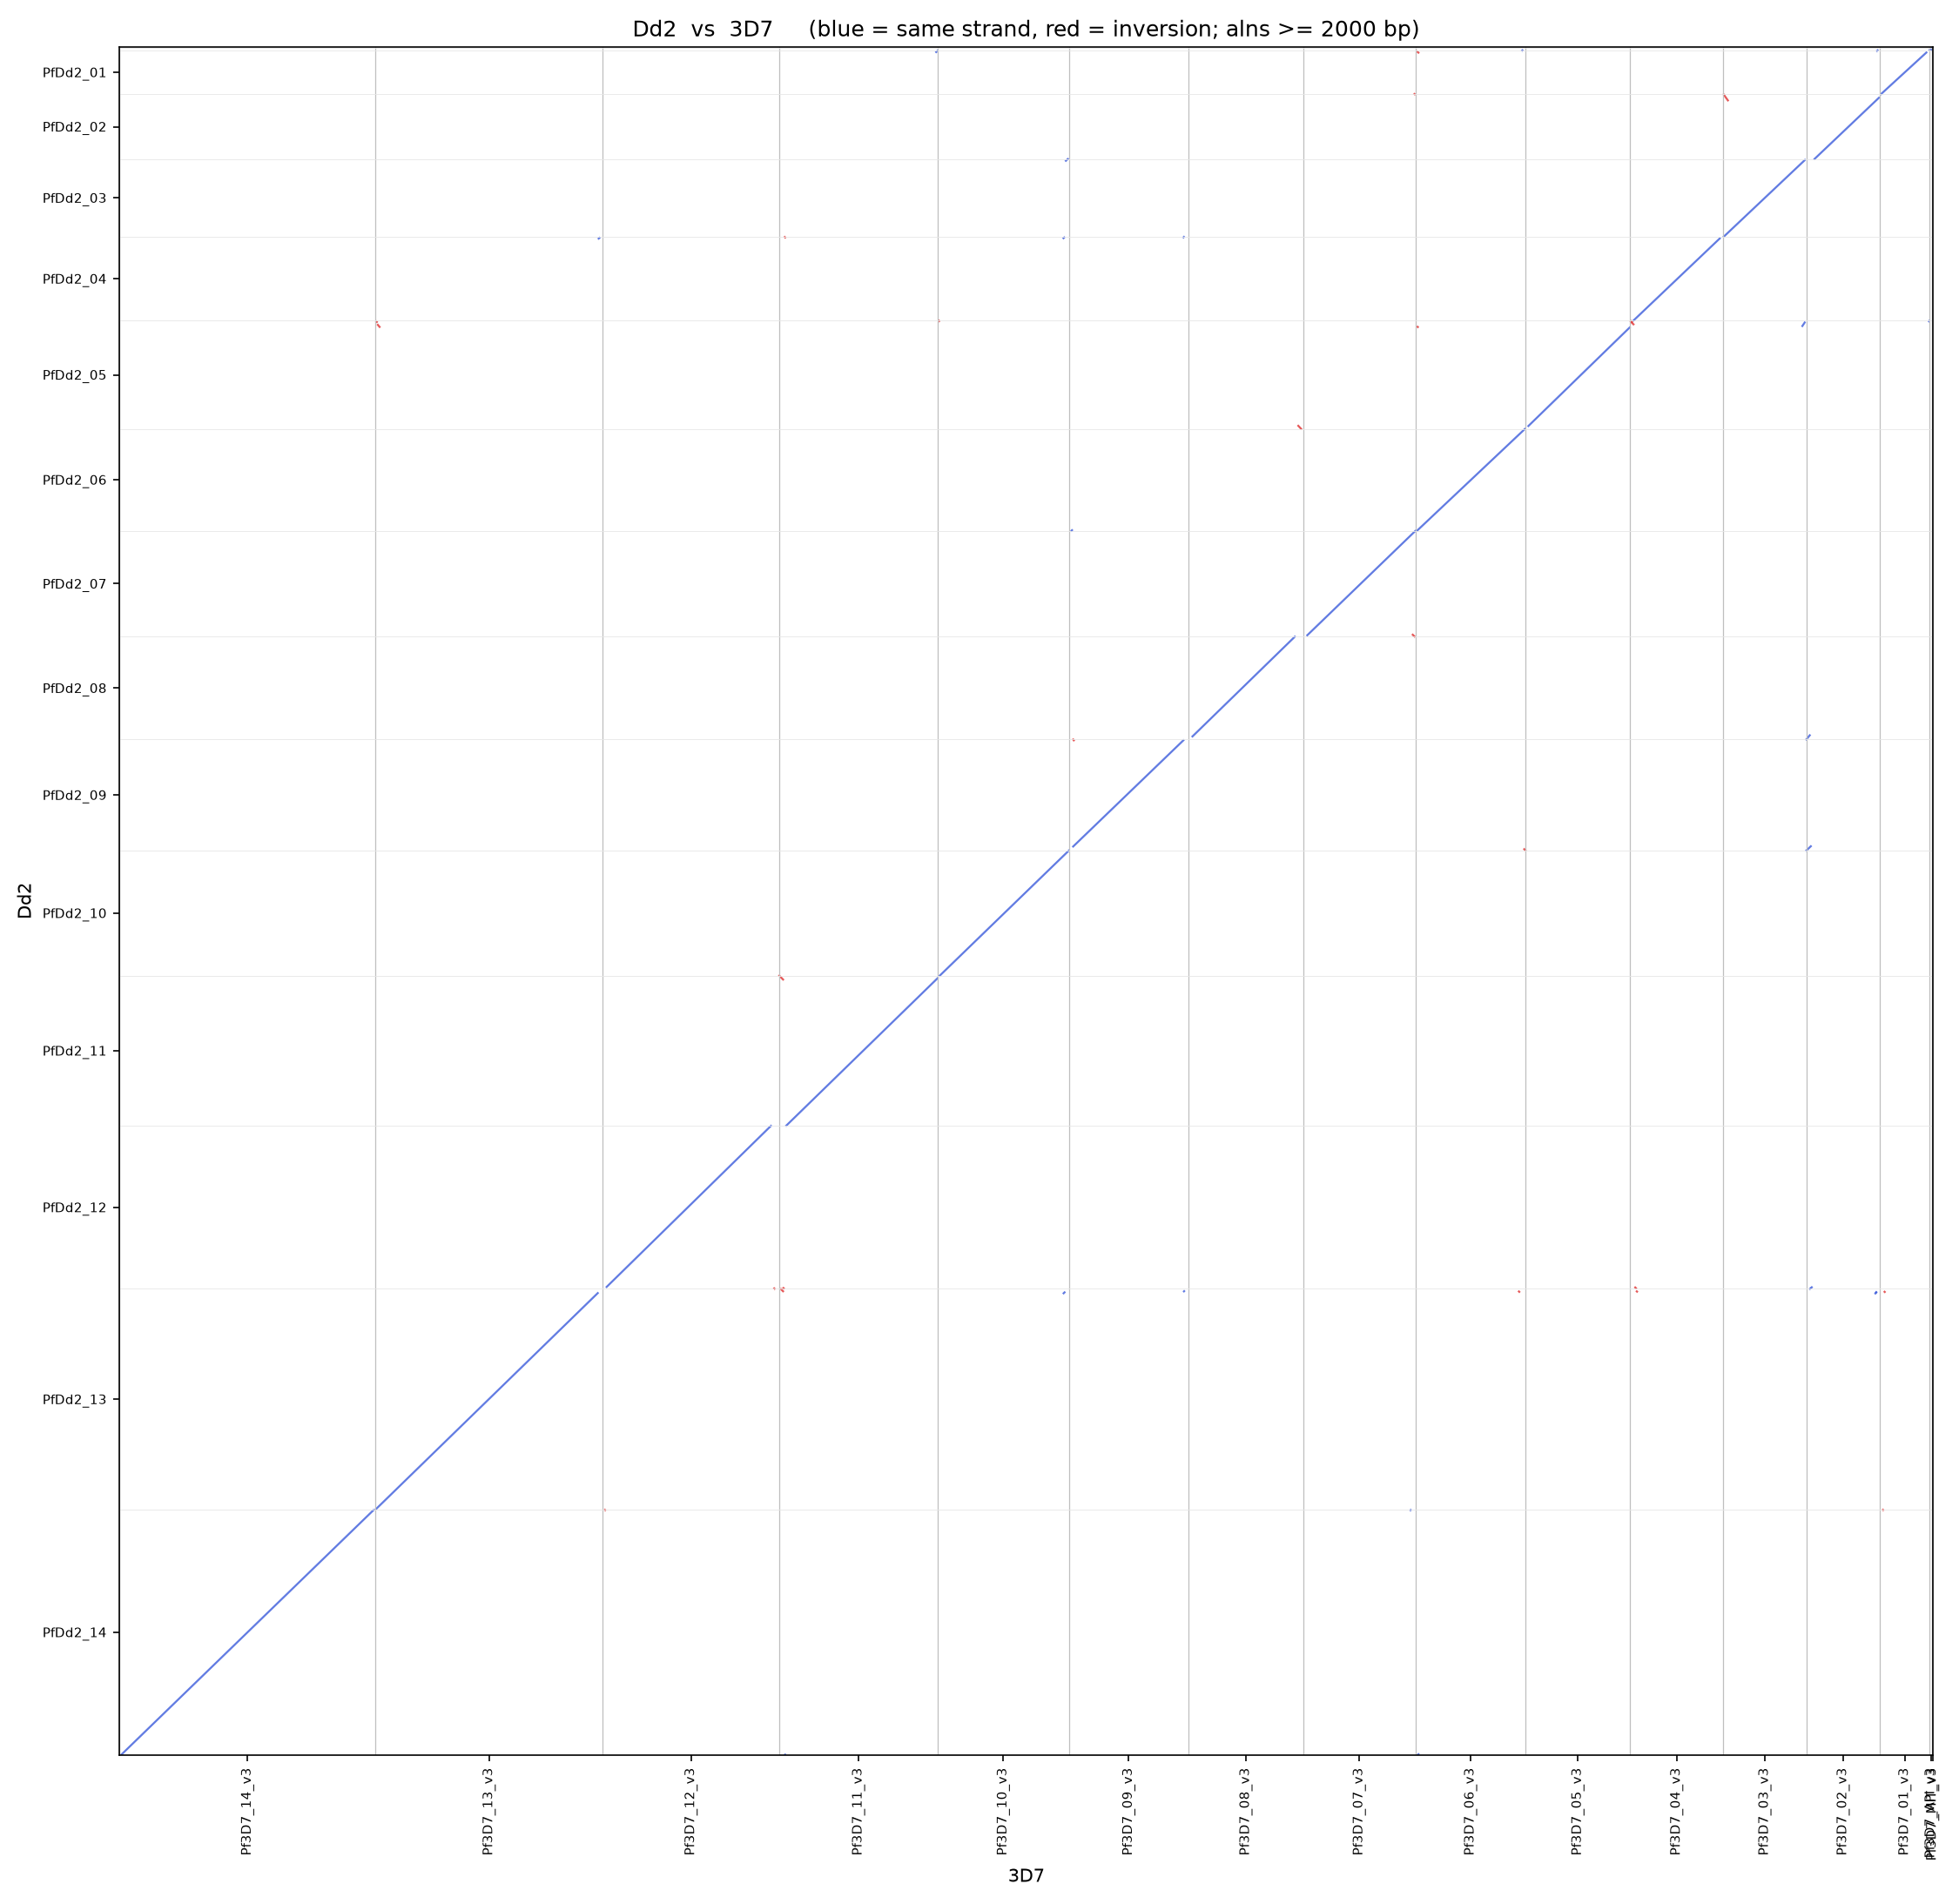 Dd2 vs 3D7 (blue = same strand, red = inversion; alns >= 2000 bp)
PfDd2_01
PfDd2_02
PfDd2_03
PfDd2_04
PfDd2_05
PfDd2_06
PfDd2_07
PfDd2_08
PfDd2_09
PfDd2_10
PfDd2_11
PfDd2_12
PfDd2_13
PfDd2_14
Dd2
Pf3D7_14_v3
Pf3D7_13_v3
Pf3D7_12_v3
Pf3D7_11_v3
Pf3D7_10_v3
Pf3D7_09_v3
Pf3D7_08_v3
Pf3D7_07_v3
Pf3D7_06_v3
Pf3D7_05_v3
Pf3D7_04_v3
Pf3D7_03_v3
Pf3D7_02_v3
Pf3D7_01_v3
3D7